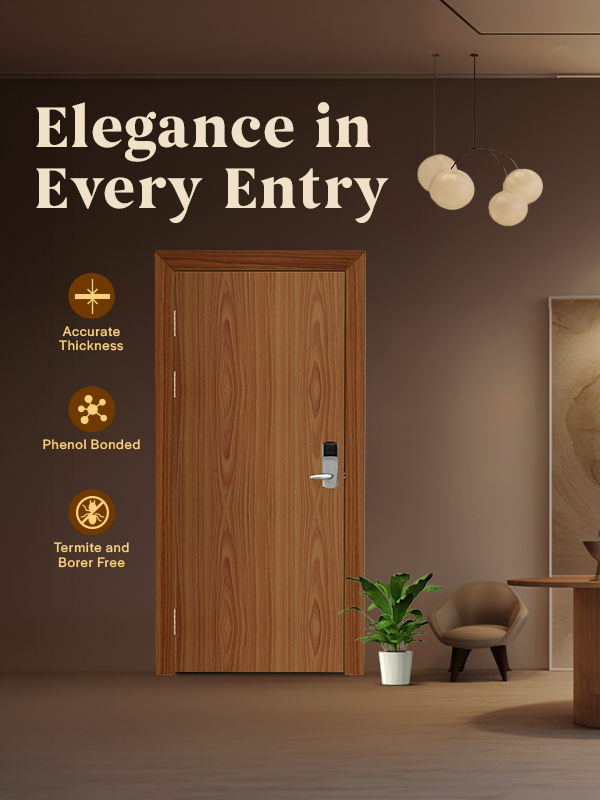 Elegance in
Every Entry
Accurate
Thickness
Phenol Bonded
Termite and
Borer Free